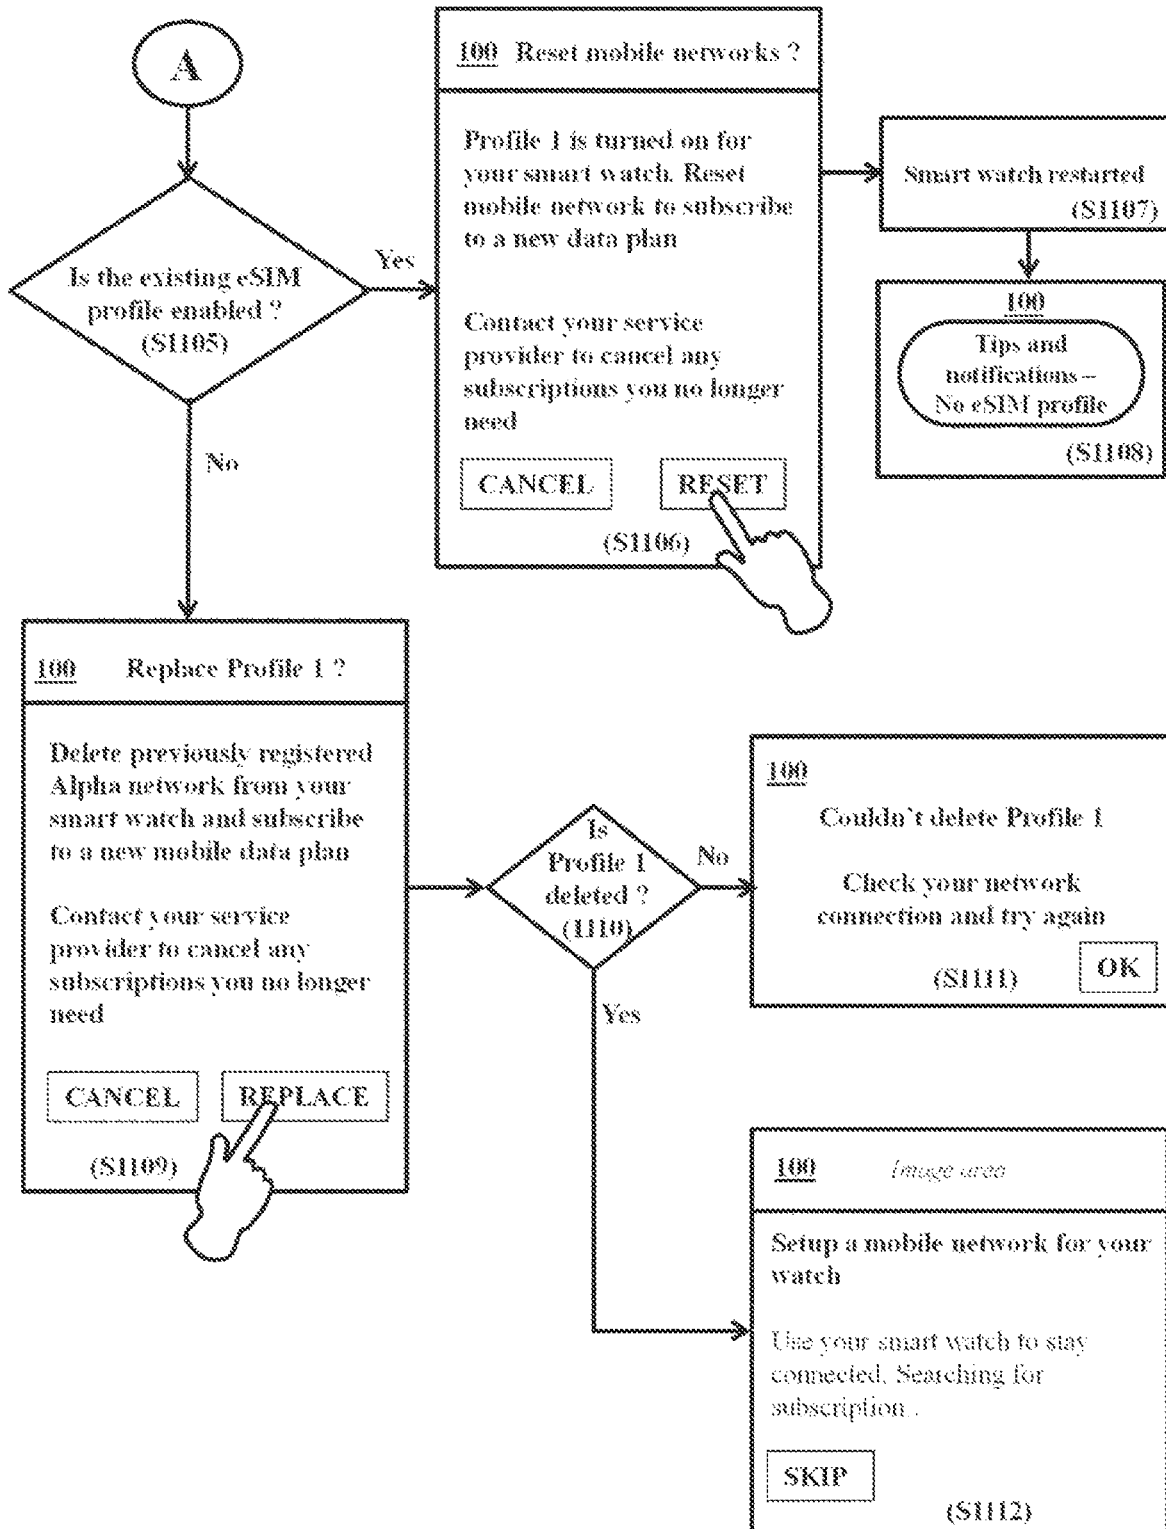 A
Is the existing eSIM
profile enabled ?
(S1105)
Yes
No
100 Reset mobile networks ?
Profile 1 is turned on for
your smart watch. Reset
mobile network to subscribe
to a new data plan
Contact your service
provider to cancel any
subscriptions you no longer
need
CANCEL RESET
(S1106)
Smart watch restarted
(S1107)
100
Tips and
notifications –
No eSIM profile
(S1108)
100 Replace Profile 1 ?
Delete previously registered
Alpha network from your
smart watch and subscribe
to a new mobile data plan
Contact your service
provider to cancel any
subscriptions you no longer
need
CANCEL REPLACE
(S1109)
Is
Profile 1
deleted ?
(1110)
No
Yes
100
Couldn't delete Profile 1
Check your network
connection and try again
(S1111) OK
100 Image area
Setup a mobile network for your
watch
Use your smart watch to stay
connected. Searching for
subscription..
SKIP
(S1112)